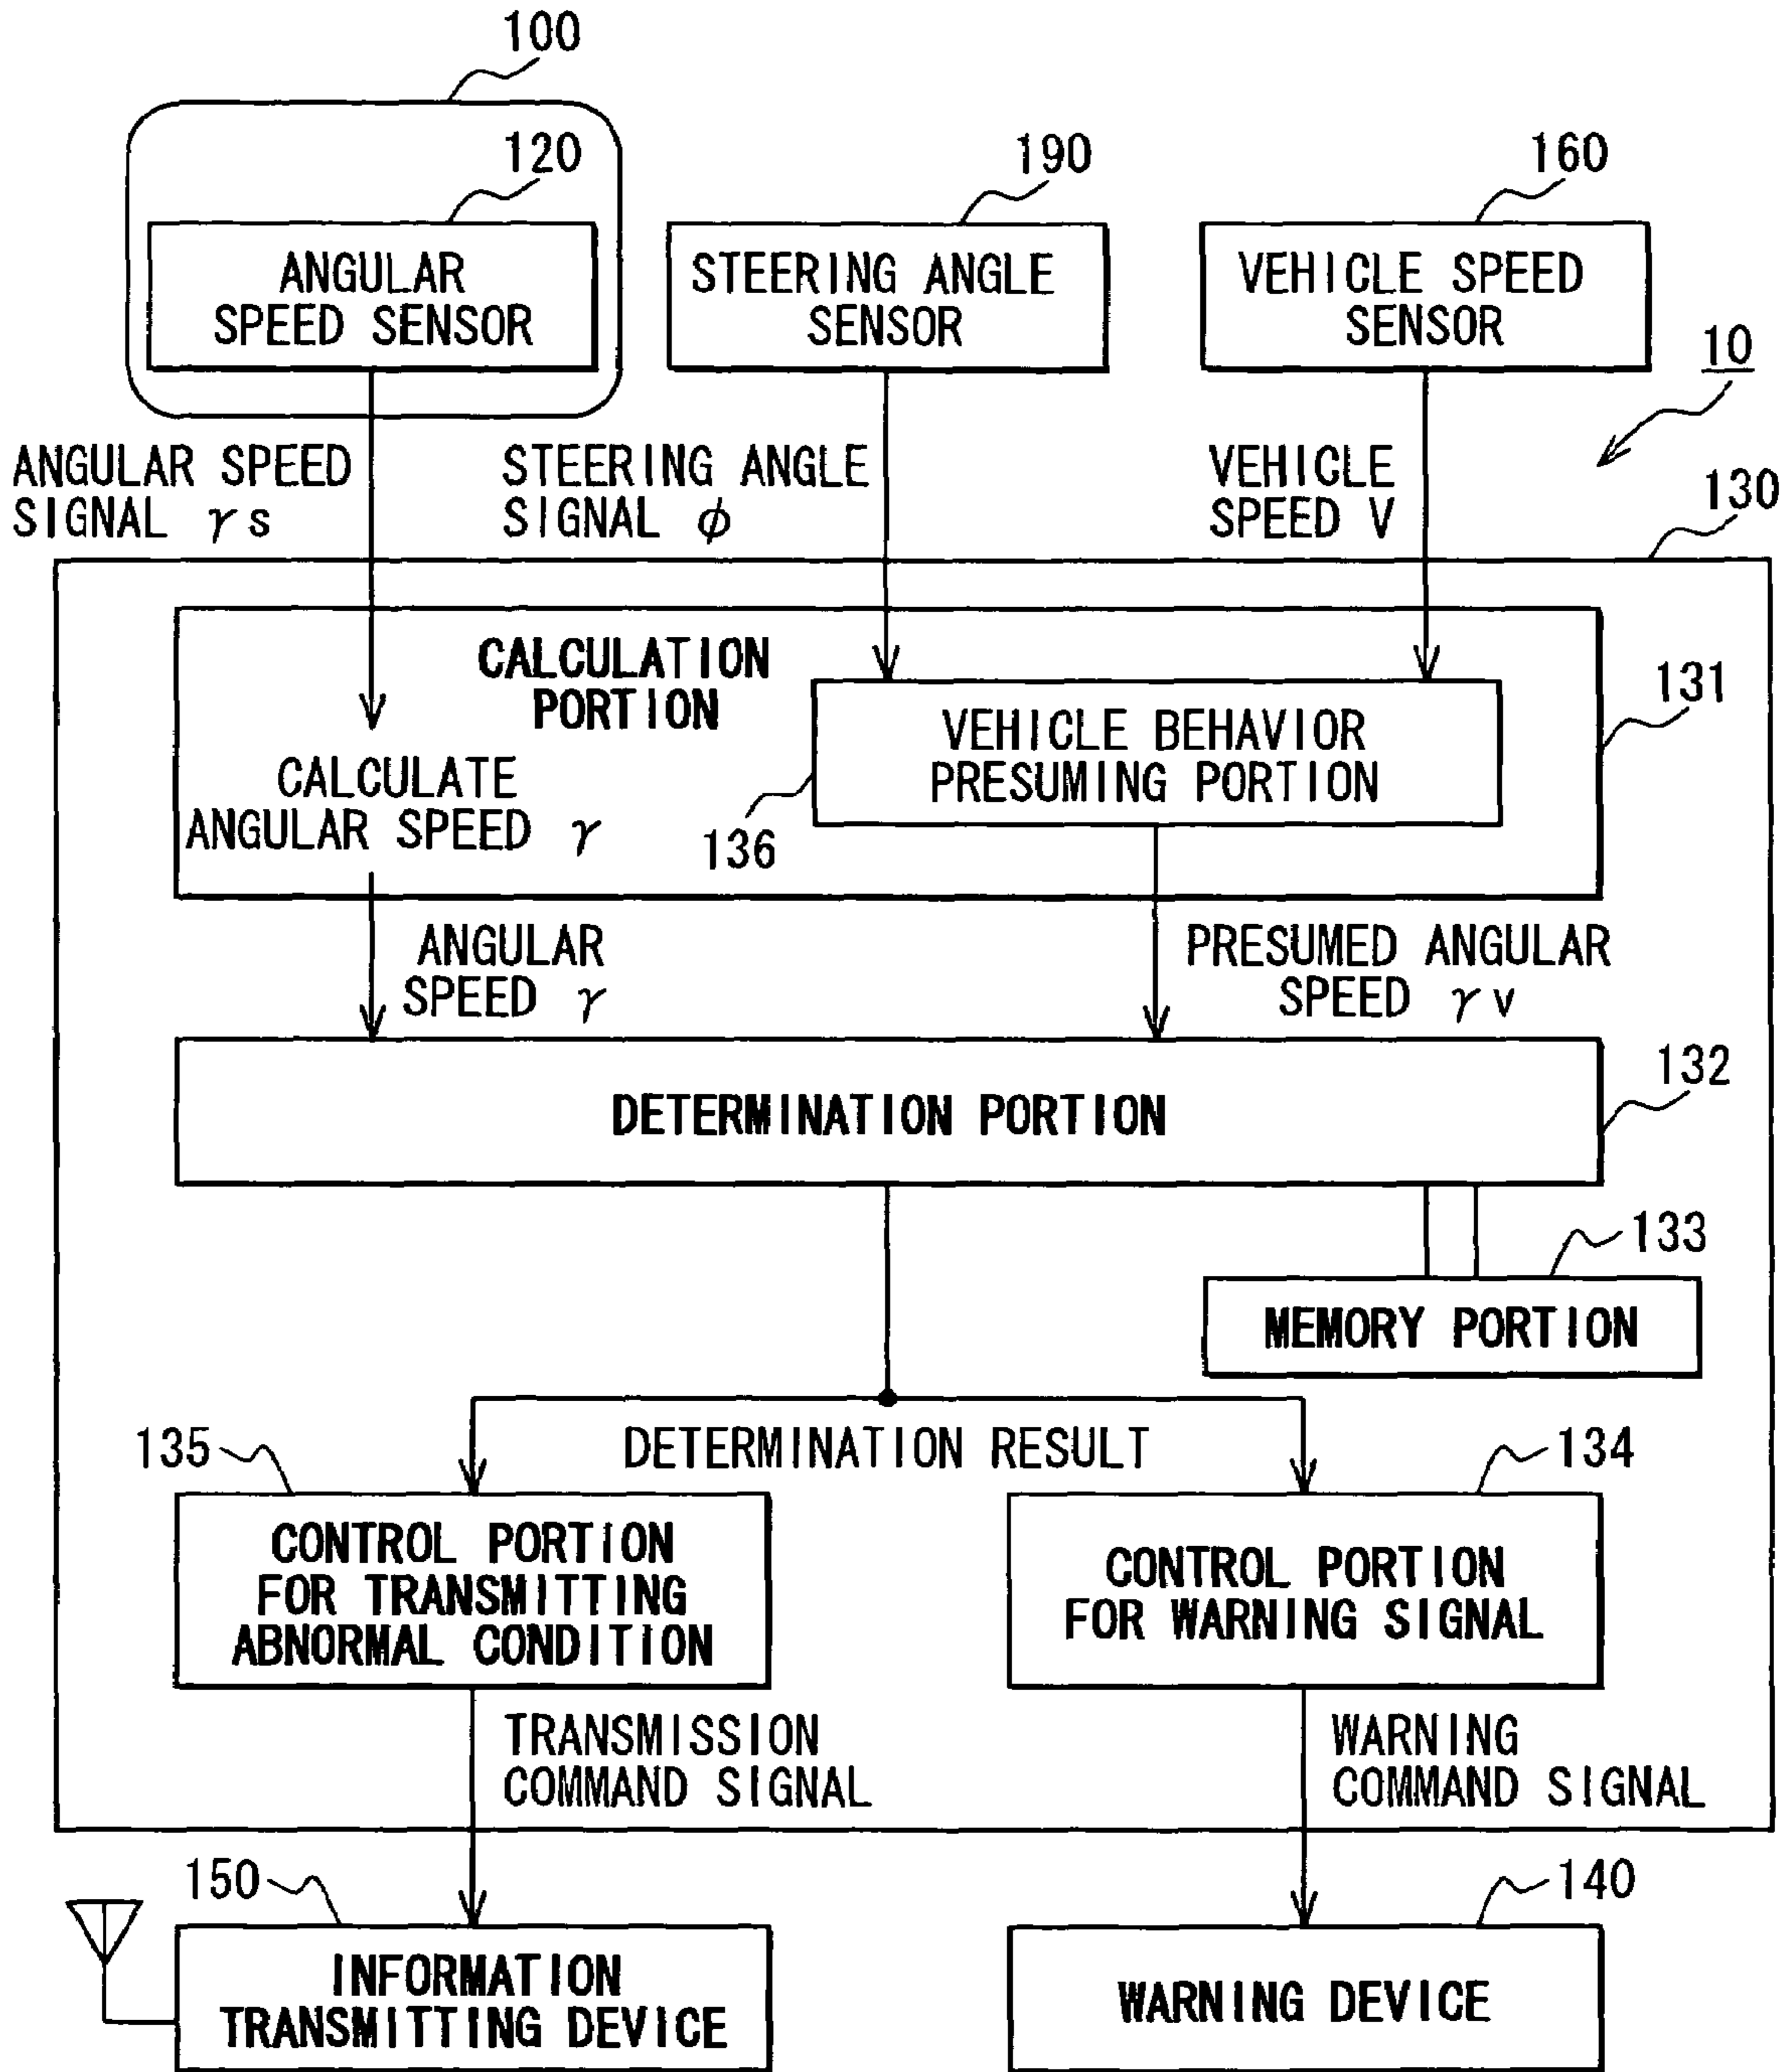 100
120
190
160
ANGULAR
SPEED SENSOR
STEERING ANGLE
SENSOR
VEHICLE SPEED
SENSOR
10
ANGULAR SPEED
SIGNAL γs
STEERING ANGLE
SIGNAL ϕ
VEHICLE
SPEED V
130
CALCULATION
PORTION
131
VEHICLE BEHAVIOR
PRESUMING PORTION
CALCULATE
ANGULAR SPEED γ
136
ANGULAR
SPEED γ
PRESUMED ANGULAR
SPEED γv
132
DETERMINATION PORTION
133
MEMORY PORTION
135
DETERMINATION RESULT
134
CONTROL PORTION
FOR TRANSMITTING
ABNORMAL CONDITION
CONTROL PORTION
FOR WARNING SIGNAL
TRANSMISSION
COMMAND SIGNAL
WARNING
COMMAND SIGNAL
150
140
INFORMATION
TRANSMITTING DEVICE
WARNING DEVICE